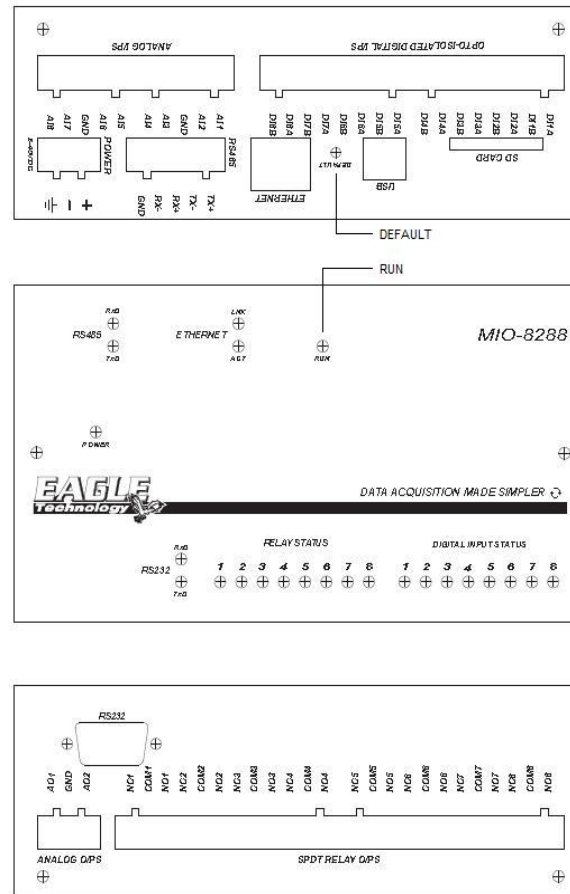 ANALOG I/PS
OPTO-ISOLATED DIGITAL I/PS
AI8 AI7 GND AI6 AI5 AI4 AI3 GND AI2 AI1
DI8B DI8A DI7B DI7A DI6B DI6A DI5B DI5A DI4B DI4A DI3B DI3A DI2B DI2A DI1B DI1A
POWER
RS485
ETHERNET
DEFAULT
USB
SD CARD
- +
GND RX- RX+ TX- TX+
DEFAULT
RUN
RxD
LNK
RS485
ETHERNET
MIO-8288
TxD
ACT
RUN
POWER
EAGLE
Technology
DATA ACQUISITION MADE SIMPLER
RxD
RS232
TxD
RELAY STATUS
1 2 3 4 5 6 7 8
DIGITAL INPUT STATUS
1 2 3 4 5 6 7 8
RS232
AO1 GND AO2
NC1 COM1 NO1 NC2 COM2 NO2 NC3 COM3 NO3 NC4 COM4 NO4 NC5 COM5 NO5 NC6 COM6 NO6 NC7 COM7 NO7 NC8 COM8 NO8
ANALOG O/PS
SPDT RELAY O/PS